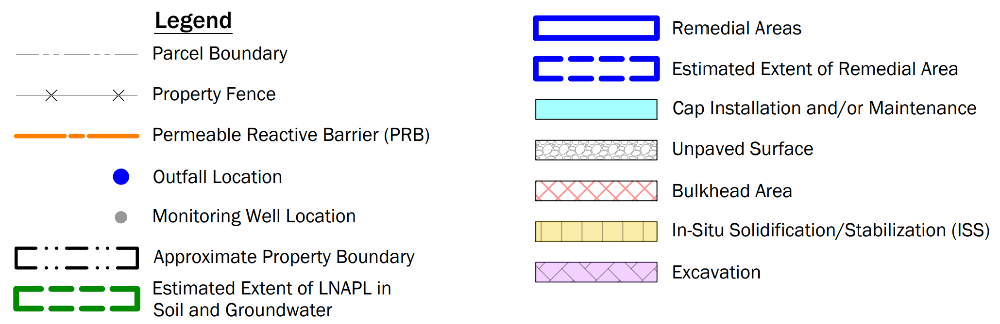 Legend
Parcel Boundary
Property Fence
Permeable Reactive Barrier (PRB)
Outfall Location
Monitoring Well Location
Approximate Property Boundary
Estimated Extent of LNAPL in
Soil and Groundwater
Remedial Areas
Estimated Extent of Remedial Area
Cap Installation and/or Maintenance
Unpaved Surface
Bulkhead Area
In-Situ Solidification/Stabilization (ISS)
Excavation